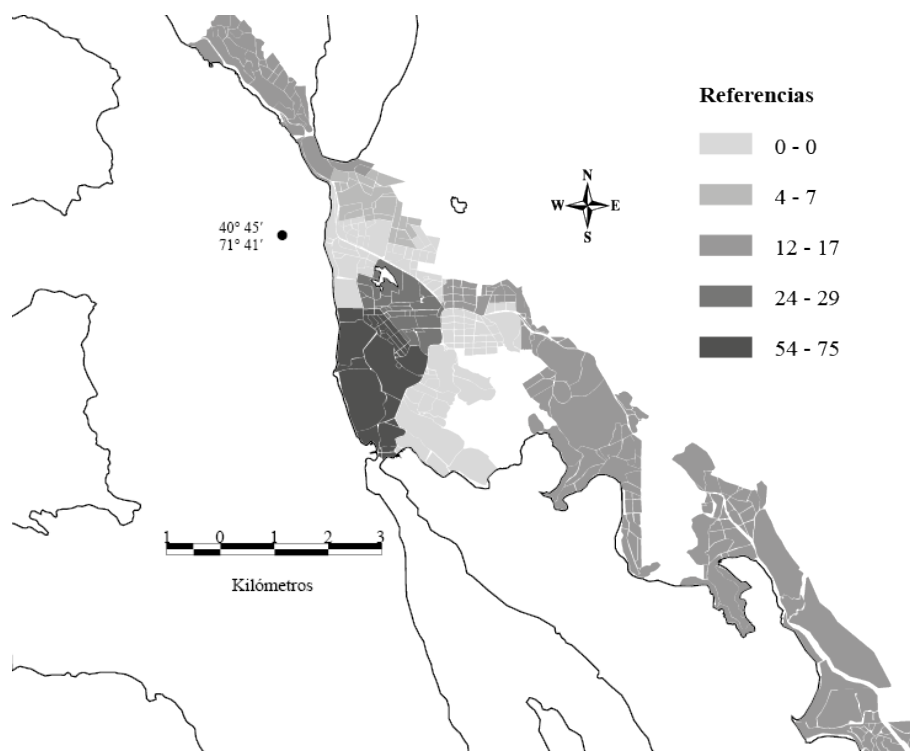 Referencias
0 - 0
4 - 7
12 - 17
24 - 29
54 - 75
N
W E
S
40° 45'
71° 41'
1 0 1 2 3
Kilómetros